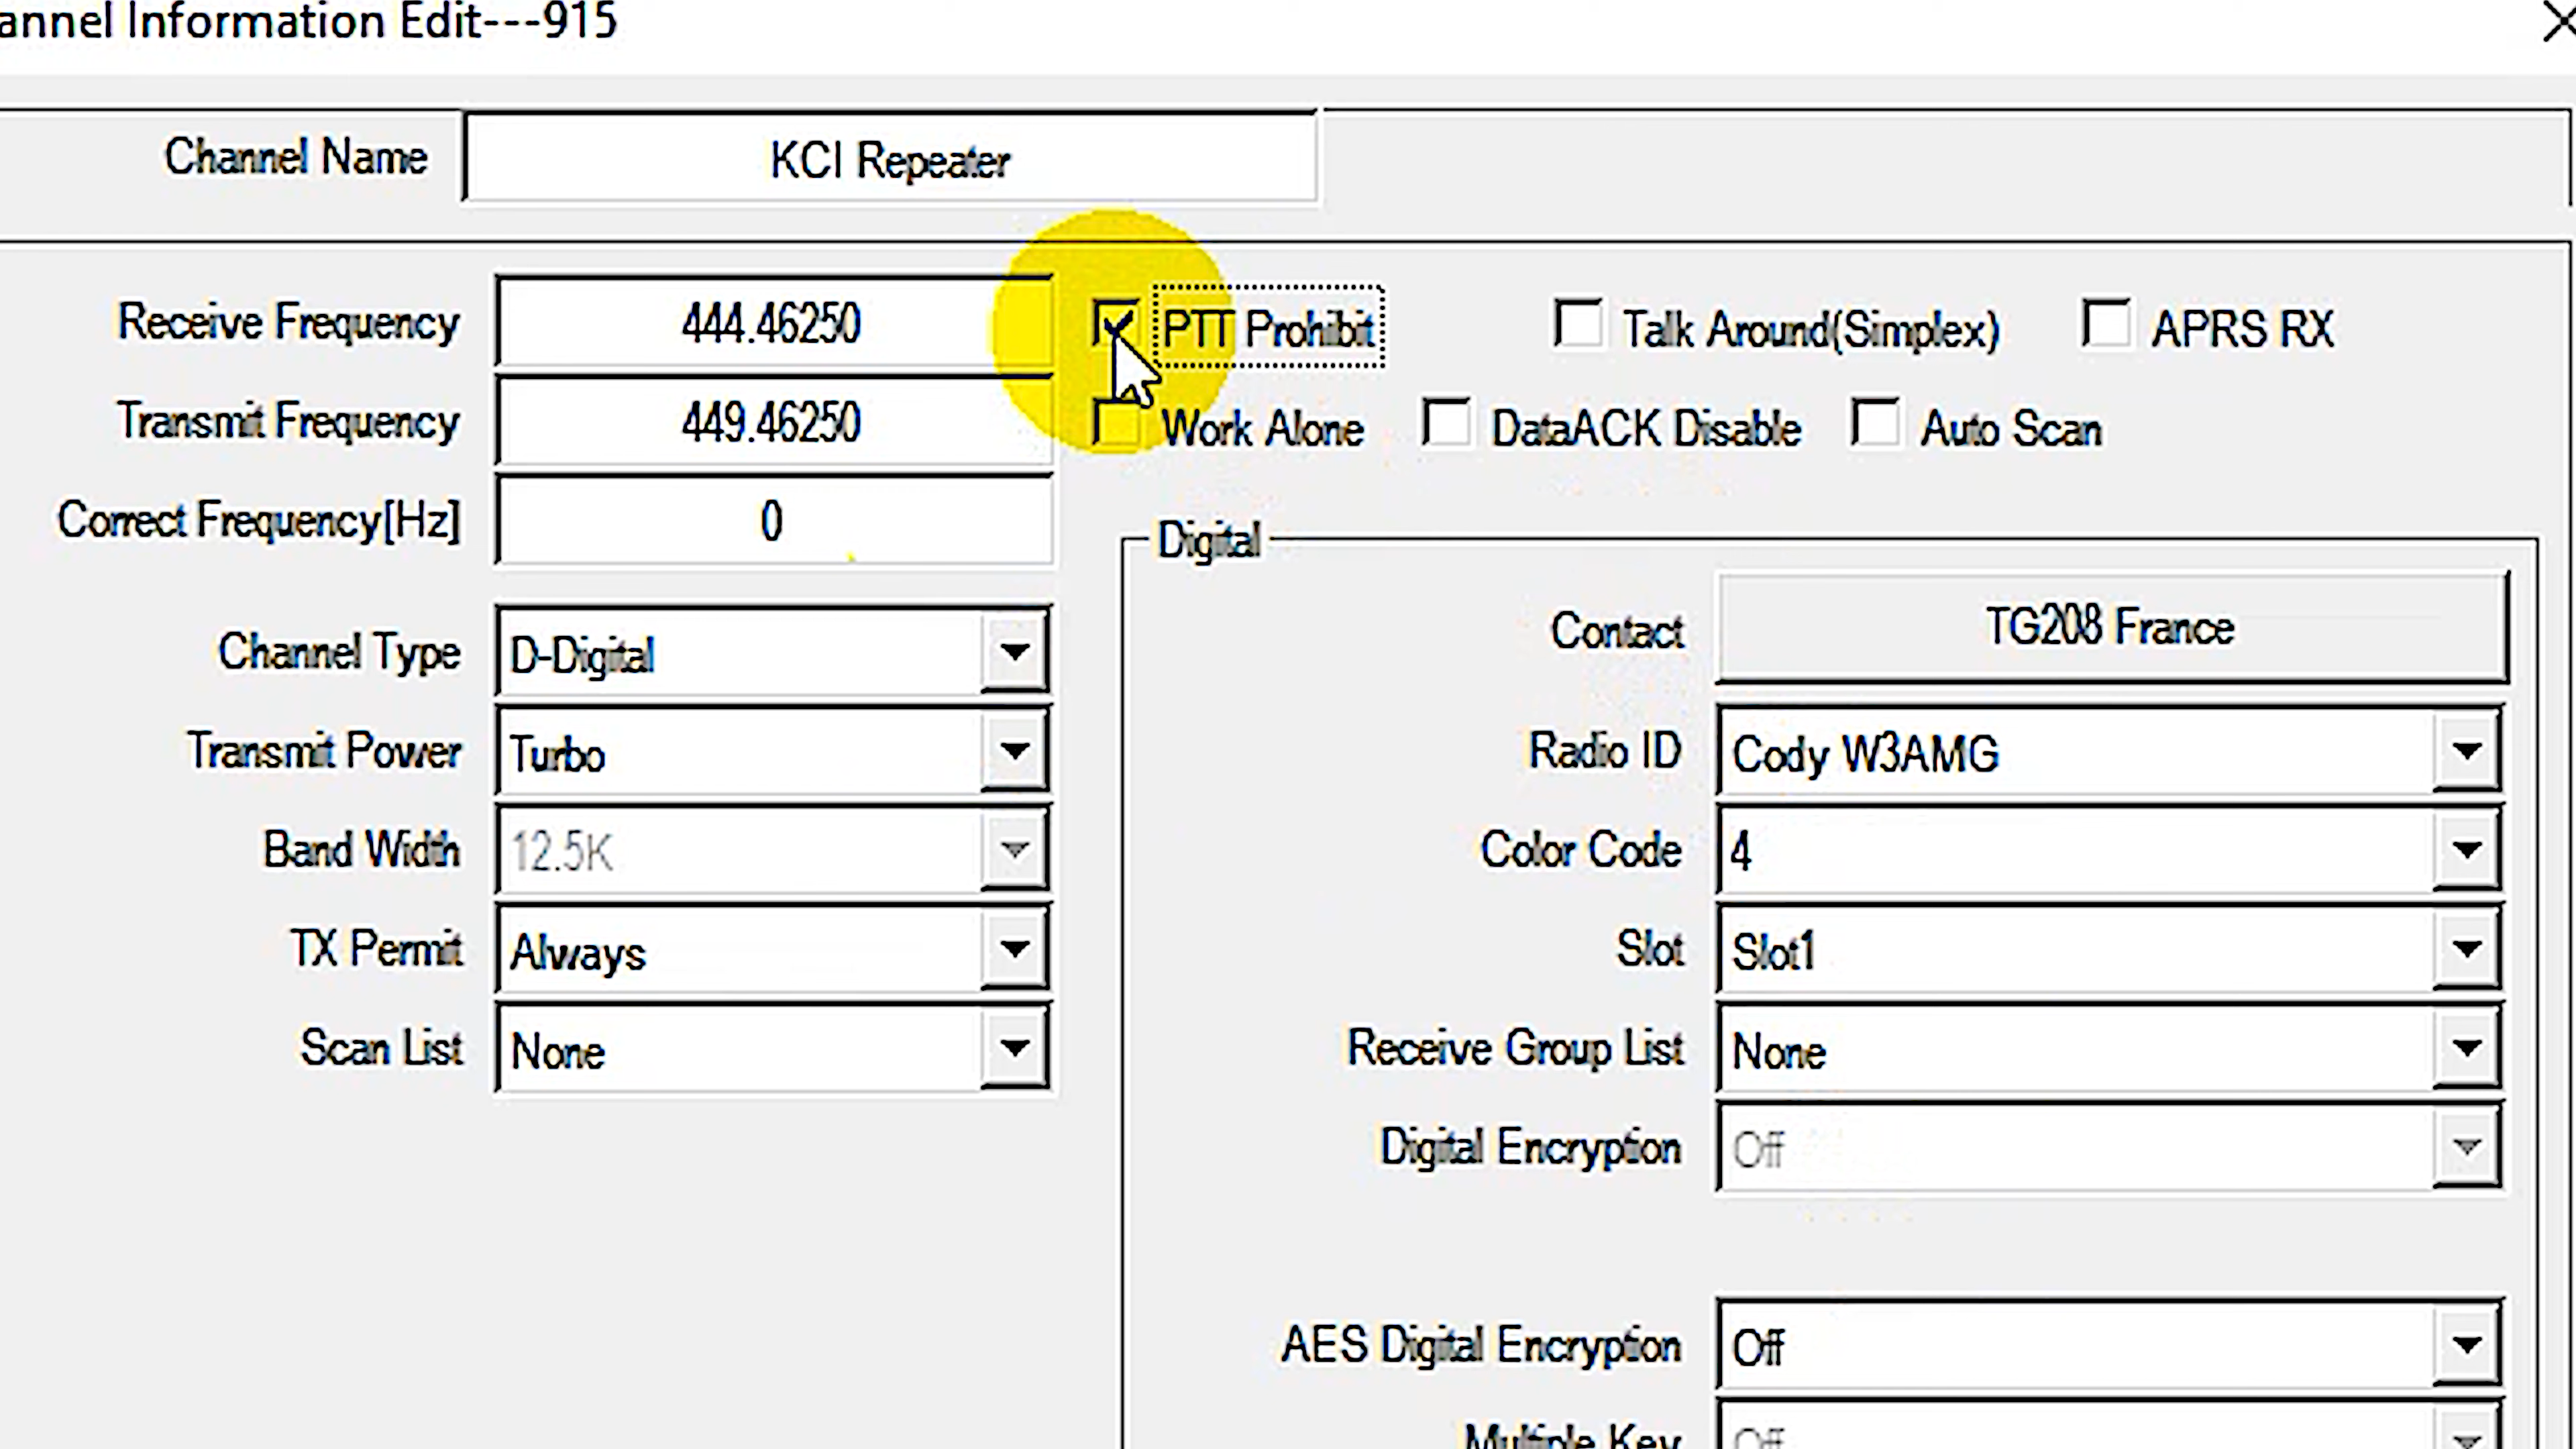 annel Information Edit---915
Channel Name KCI Repeater
Receive Frequency 444.46250 PTT Prohibit Talk Around(Simplex) APRS RX
Transmit Frequency 449.46250 Work Alone DataACK Disable Auto Scan
Correct Frequency[Hz] 0
Digital
Contact TG208 France
Channel Type D-Digital
Radio ID Cody W3AMG
Transmit Power Turbo
Color Code 4
Band Width 12.5K
Slot Slot1
TX Permit Always
Receive Group List None
Scan List None
Digital Encryption Off
AES Digital Encryption Off
Multiple Key Off